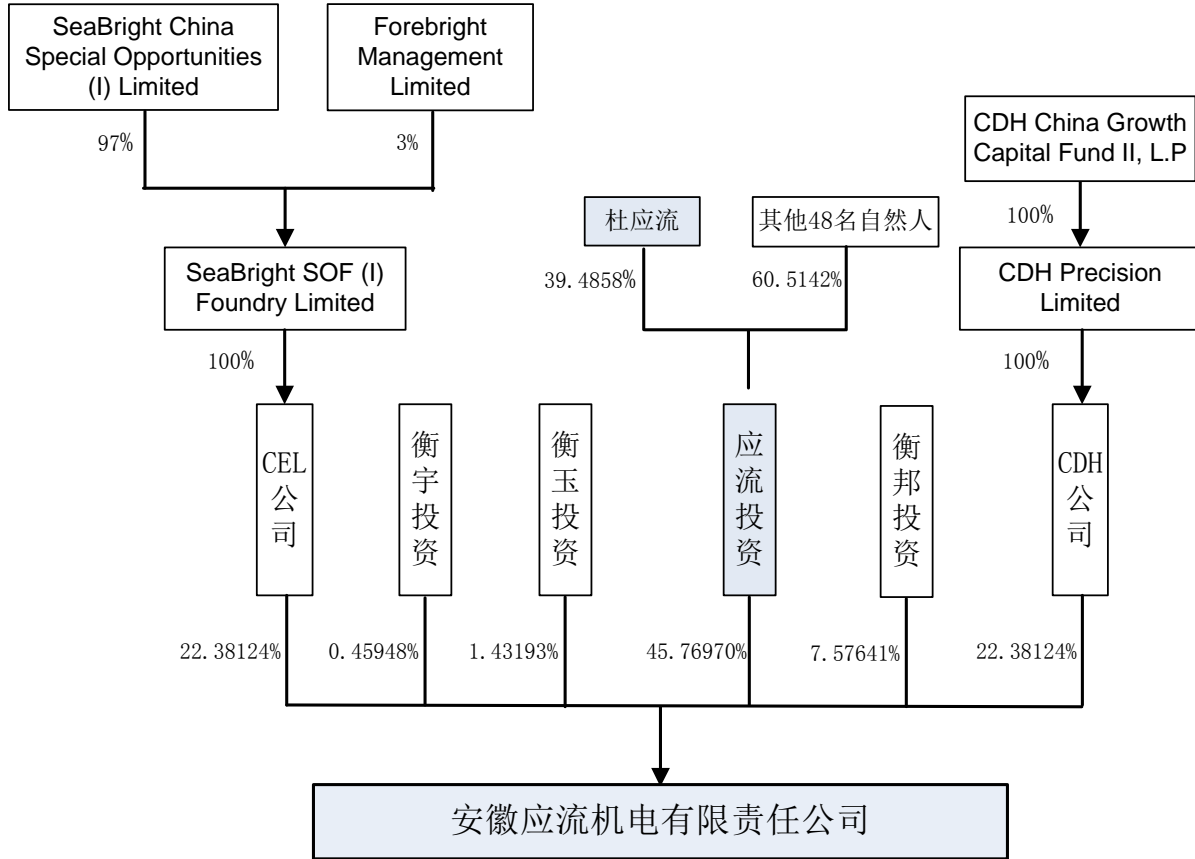 SeaBright China
Special Opportunities
(I) Limited
Forebright
Management
Limited
CDH China Growth
Capital Fund II, L.P
97%
3%
100%
杜应流
其他48名自然人
SeaBright SOF (I)
Foundry Limited
39.4858%
60.5142%
CDH Precision
Limited
100%
100%
CEL
公
司
衡
宇
投
资
衡
玉
投
资
应
流
投
资
衡
邦
投
资
CDH
公
司
22.38124%
0.45948%
1.43193%
45.76970%
7.57641%
22.38124%
安徽应流机电有限责任公司